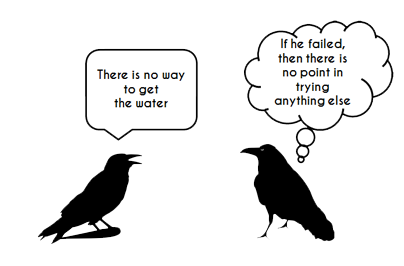 There is no way
to get
the water
If he failed,
then there is
no point in
trying
anything else